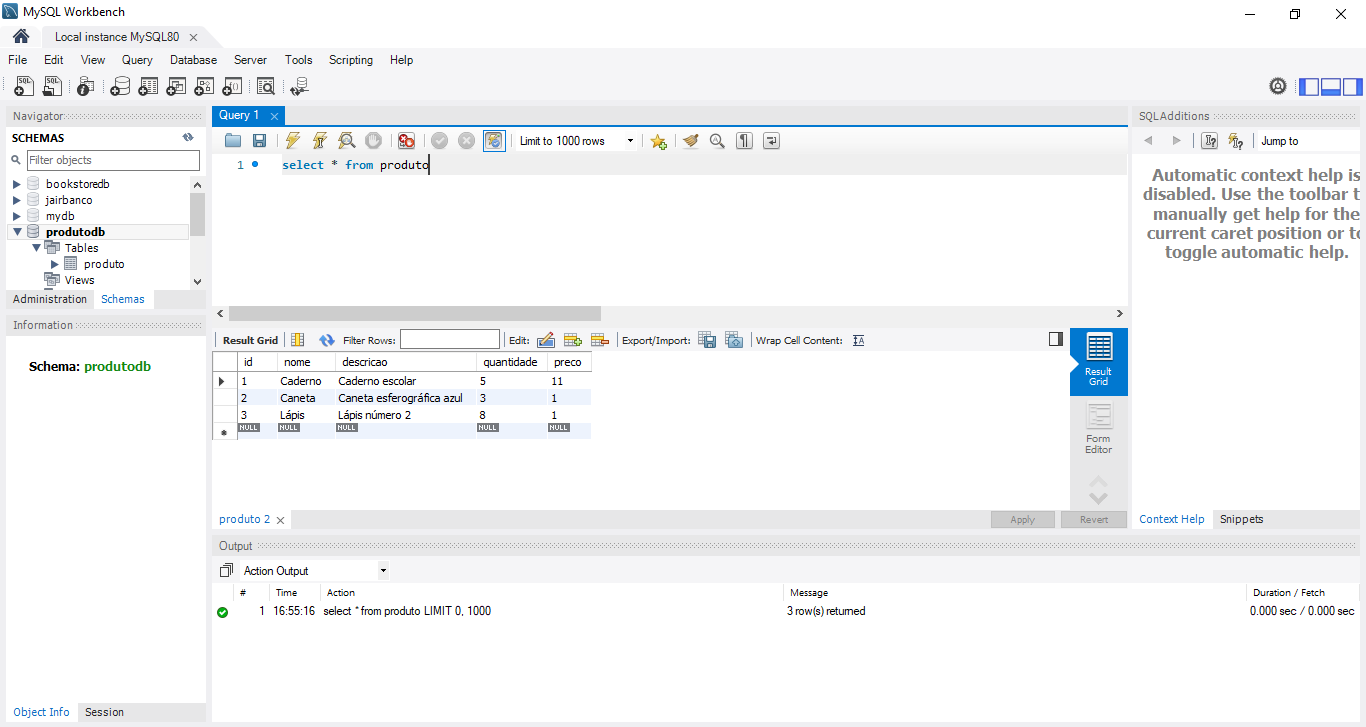 MySQL Workbench
Local instance MySQL80
File Edit View Query Database Server Tools Scripting Help
Navigator
SCHEMAS
Filter objects
bookstoredb
jairbanco
mydb
produtodb
Tables
produto
Views
Administration Schemas
Information
Schema: produtodb
Object Info Session
Query 1
Limit to 1000 rows
1 select * from produto
Result Grid Filter Rows: Edit: Export/Import: Wrap Cell Content:
id nome descricao quantidade preco
1 Caderno Caderno escolar 5 11
2 Caneta Caneta esferográfica azul 3 1
3 Lápis Lápis número 2 8 1
NULL NULL NULL NULL NULL
Result
Grid
Form
Editor
produto 2
Apply Revert
SQLAdditions
Jump to
Automatic context help is
disabled. Use the toolbar t
manually get help for the
current caret position or to
toggle automatic help.
Context Help Snippets
Output
Action Output
# Time Action Message Duration / Fetch
1 16:55:16 select * from produto LIMIT 0, 1000 3 row(s) returned 0.000 sec / 0.000 sec